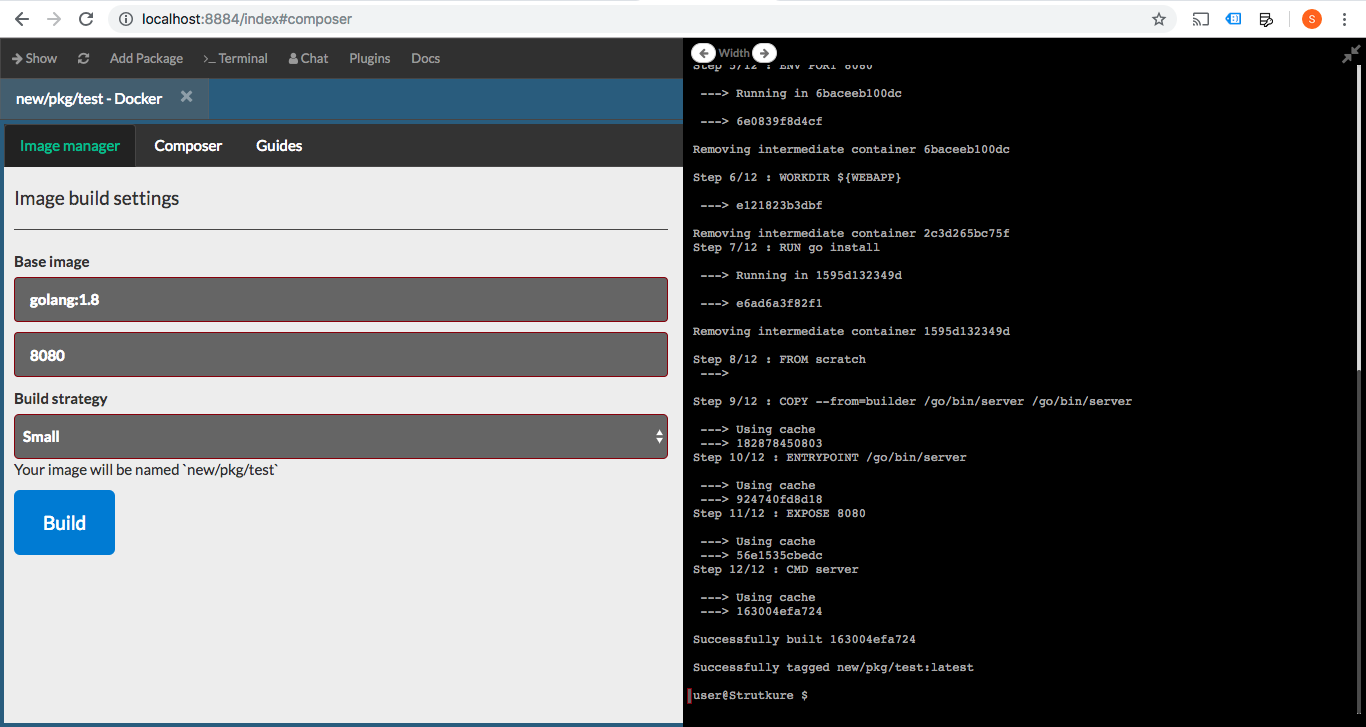 localhost:8884/index#composer
S
Show
Add Package
>_ Terminal
Chat
Plugins
Docs
new/pkg/test - Docker ×
Image manager
Composer
Guides
Image build settings
Base image
golang:1.8
8080
Build strategy
Small
Your image will be named `new/pkg/test`
Build
Width
Step 5/12 : ENV PORT 8080
---> Running in 6baceeb100dc
---> 6e0839f8d4cf
Removing intermediate container 6baceeb100dc
Step 6/12 : WORKDIR ${WEBAPP}
---> e121823b3dbf
Removing intermediate container 2c3d265bc75f
Step 7/12 : RUN go install
---> Running in 1595d132349d
---> e6ad6a3f82f1
Removing intermediate container 1595d132349d
Step 8/12 : FROM scratch
--->
Step 9/12 : COPY --from=builder /go/bin/server /go/bin/server
---> Using cache
---> 182878450803
Step 10/12 : ENTRYPOINT /go/bin/server
---> Using cache
---> 924740fd8d18
Step 11/12 : EXPOSE 8080
---> Using cache
---> 56e1535cbedc
Step 12/12 : CMD server
---> Using cache
---> 163004efa724
Successfully built 163004efa724
Successfully tagged new/pkg/test:latest
user@Strutkure $